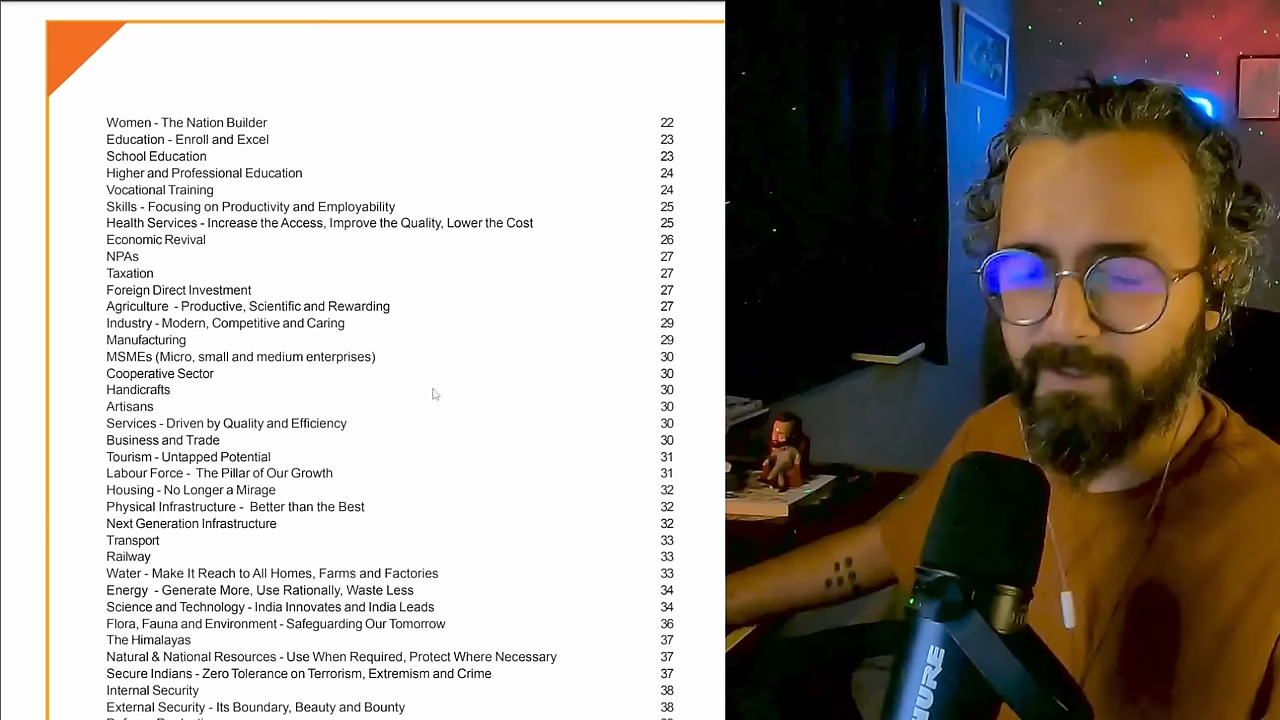 Women - The Nation Builder 22
Education - Enroll and Excel 23
School Education 23
Higher and Professional Education 24
Vocational Training 24
Skills - Focusing on Productivity and Employability 25
Health Services - Increase the Access, Improve the Quality, Lower the Cost 25
Economic Revival 26
NPAs 27
Taxation 27
Foreign Direct Investment 27
Agriculture - Productive, Scientific and Rewarding 27
Industry - Modern, Competitive and Caring 29
Manufacturing 29
MSMEs (Micro, small and medium enterprises) 30
Cooperative Sector 30
Handicrafts 30
Artisans 30
Services - Driven by Quality and Efficiency 30
Business and Trade 30
Tourism - Untapped Potential 31
Labour Force - The Pillar of Our Growth 31
Housing - No Longer a Mirage 32
Physical Infrastructure - Better than the Best 32
Next Generation Infrastructure 32
Transport 33
Railway 33
Water - Make It Reach to All Homes, Farms and Factories 33
Energy - Generate More, Use Rationally, Waste Less 34
Science and Technology - India Innovates and India Leads 34
Flora, Fauna and Environment - Safeguarding Our Tomorrow 36
The Himalayas 37
Natural & National Resources - Use When Required, Protect Where Necessary 37
Secure Indians - Zero Tolerance on Terrorism, Extremism and Crime 37
Internal Security 38
External Security - Its Boundary, Beauty and Bounty 38
SHURE